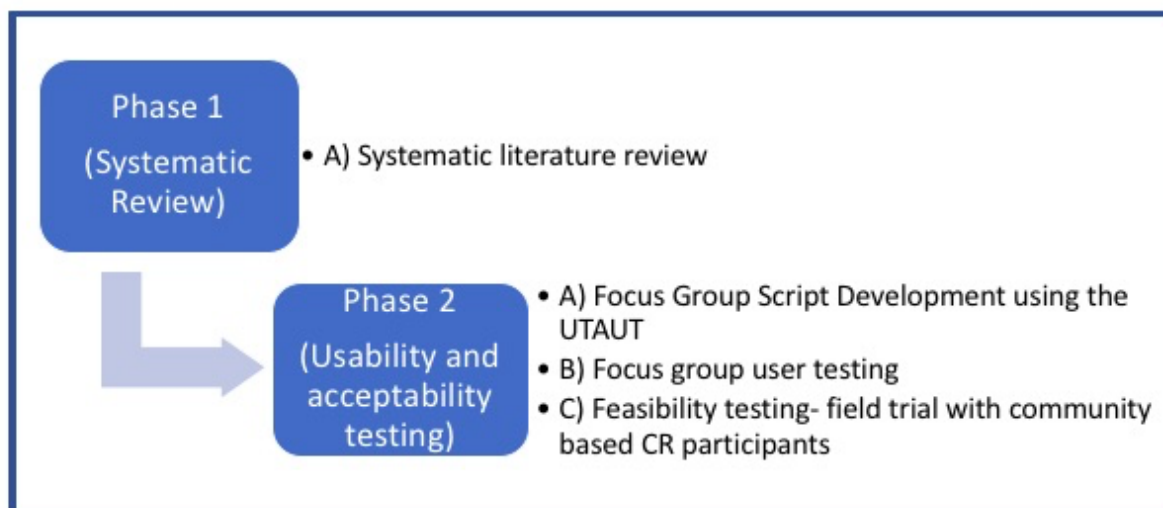 Phase 1
(Systematic
Review)
• A) Systematic literature review
Phase 2
(Usability and
acceptability
testing)
• A) Focus Group Script Development using the
UTAUT
• B) Focus group user testing
• C) Feasibility testing- field trial with community
based CR participants